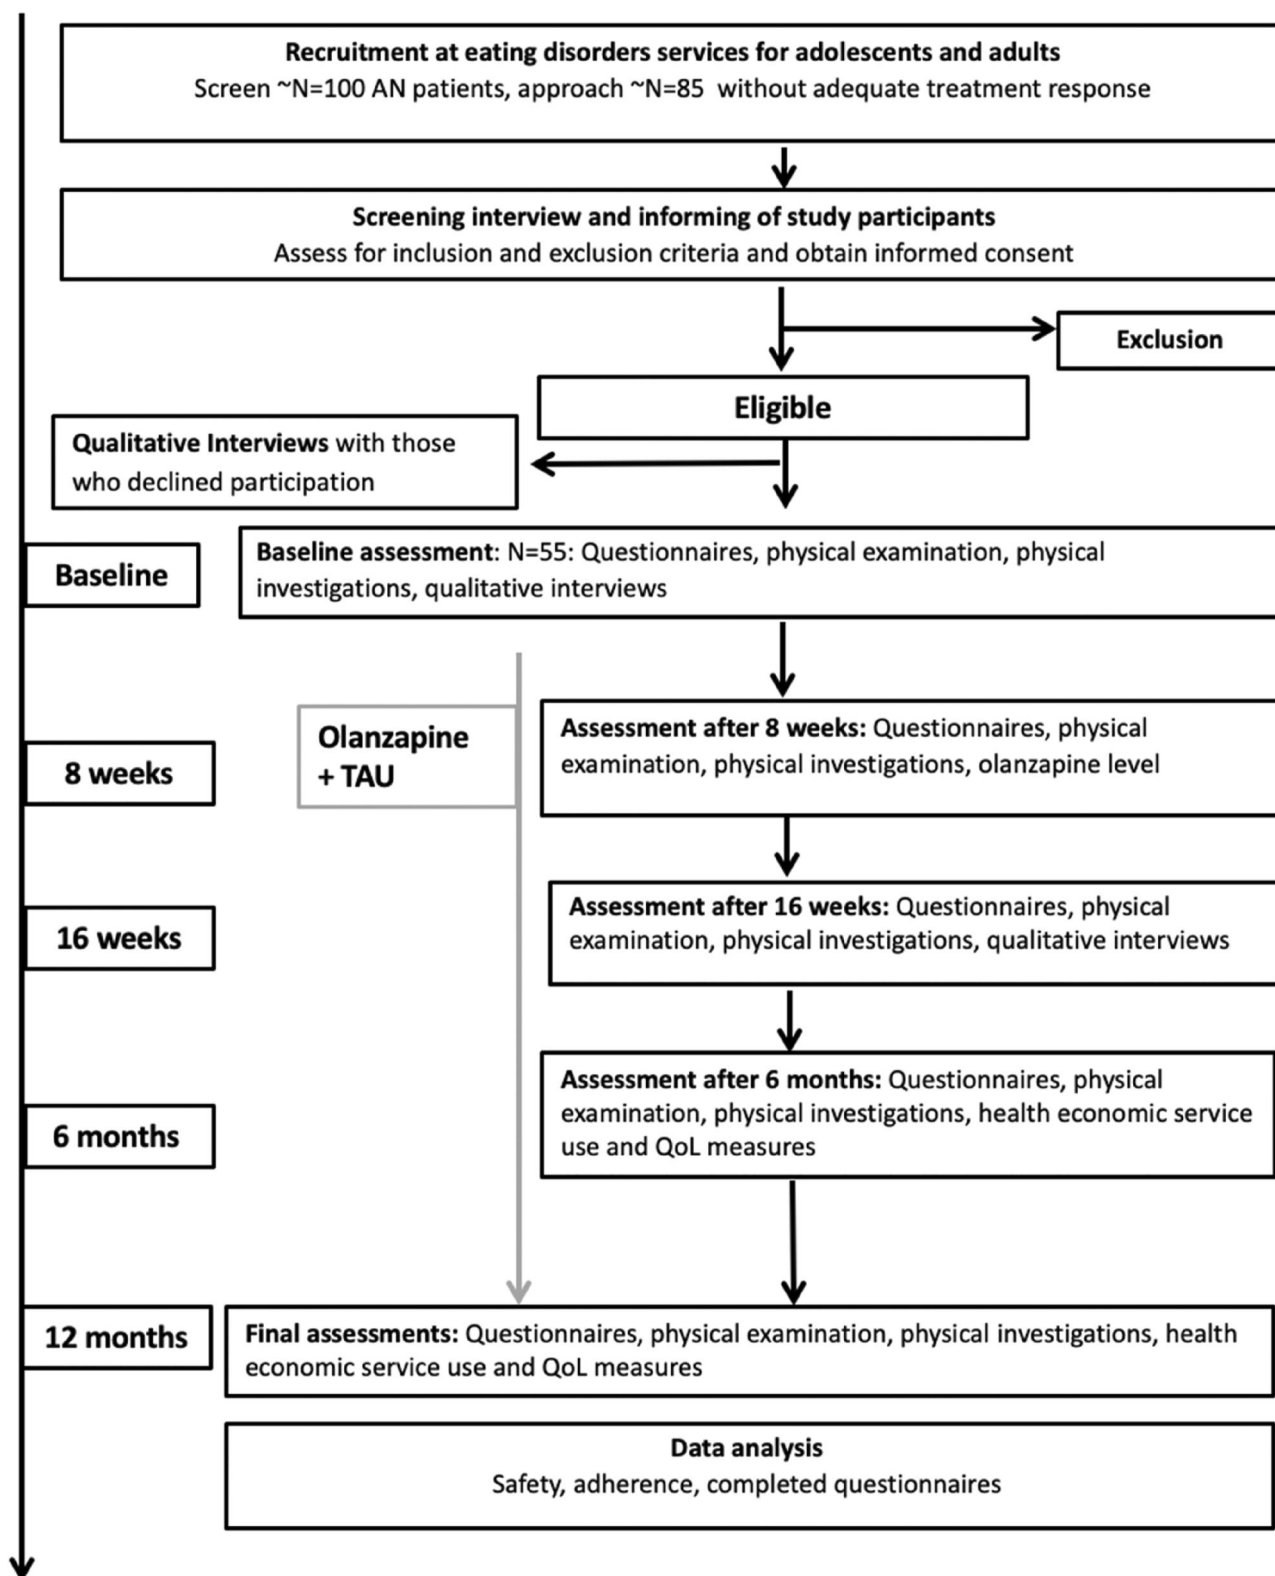 Recruitment at eating disorders services for adolescents and adults
Screen ~N=100 AN patients, approach ~N=85 without adequate treatment response
Screening interview and informing of study participants
Assess for inclusion and exclusion criteria and obtain informed consent
Exclusion
Eligible
Qualitative Interviews with those
who declined participation
Baseline
Baseline assessment: N=55: Questionnaires, physical examination, physical
investigations, qualitative interviews
Olanzapine
+ TAU
8 weeks
Assessment after 8 weeks: Questionnaires, physical
examination, physical investigations, olanzapine level
16 weeks
Assessment after 16 weeks: Questionnaires, physical
examination, physical investigations, qualitative interviews
6 months
Assessment after 6 months: Questionnaires, physical
examination, physical investigations, health economic service
use and QoL measures
12 months
Final assessments: Questionnaires, physical examination, physical investigations, health
economic service use and QoL measures
Data analysis
Safety, adherence, completed questionnaires